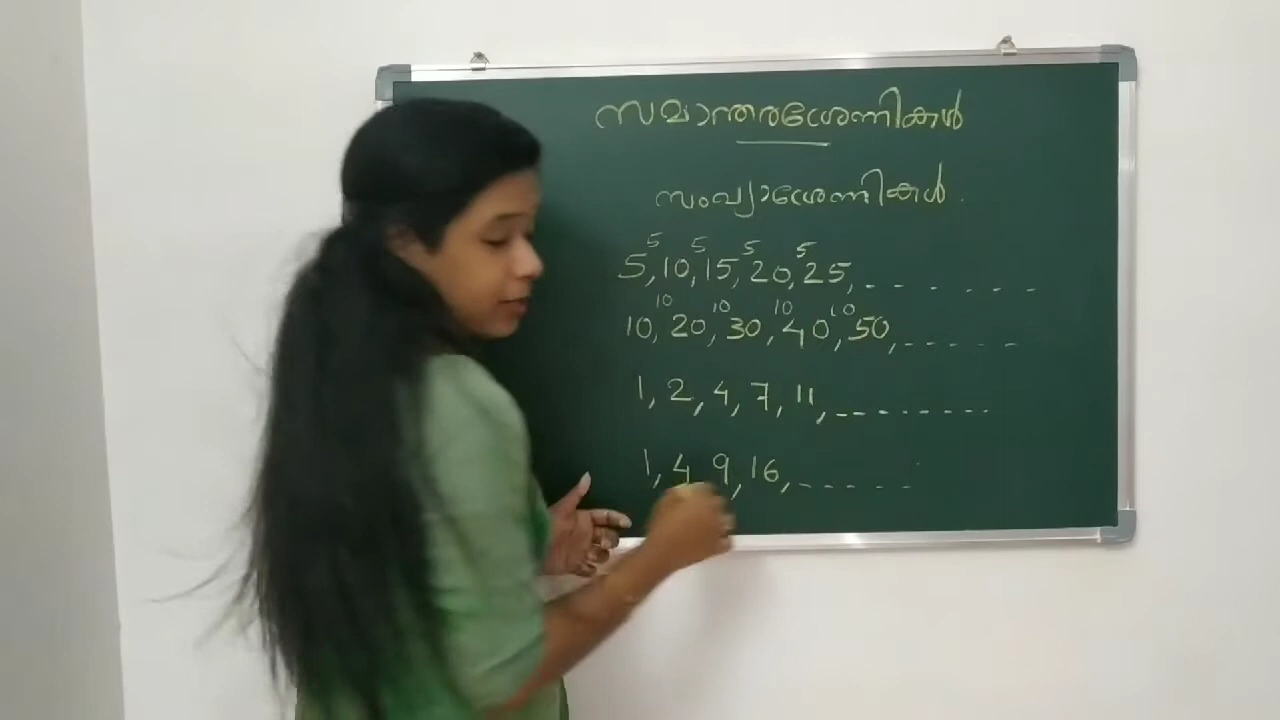 സമാന്തരശ്രേണികൾ
സംഖ്യാശ്രേണികൾ.
5 5 5 5
5, 10, 15, 20, 25, - - - - - -
10 10 10 10
10, 20, 30, 40, 50, - - - - - -
1, 2, 4, 7, 11, - - - - - - - - -
1, 4, 9, 16, - - - - - -